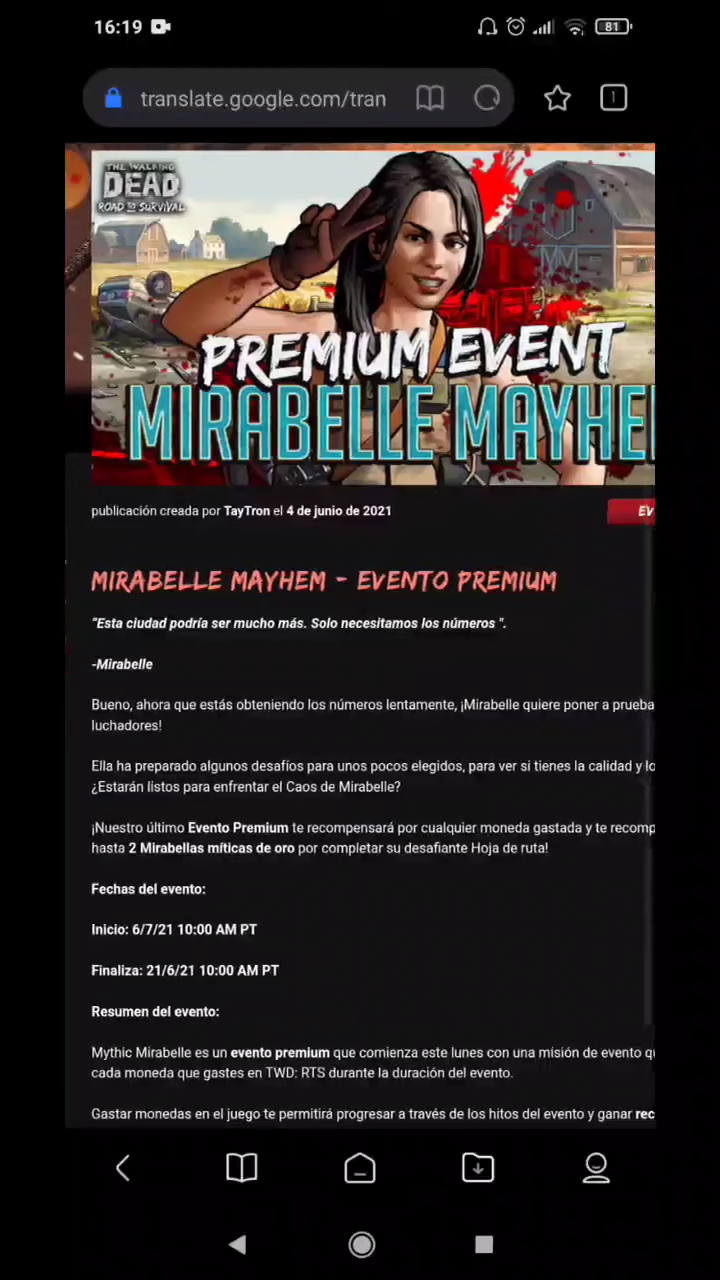 16:19
81
translate.google.com/tran
1
THE WALKING
DEAD
ROAD TO SURVIVAL
PREMIUM EVENT
MIRABELLE MAYHE
publicación creada por TayTron el 4 de junio de 2021
EV
MIRABELLE MAYHEM - EVENTO PREMIUM
"Esta ciudad podría ser mucho más. Solo necesitamos los números ".
-Mirabelle
Bueno, ahora que estás obteniendo los números lentamente, ¡Mirabelle quiere poner a prueba
luchadores!
Ella ha preparado algunos desafíos para unos pocos elegidos, para ver si tienes la calidad y lo
¿Estarán listos para enfrentar el Caos de Mirabelle?
¡Nuestro último Evento Premium te recompensará por cualquier moneda gastada y te recomp
hasta 2 Mirabellas míticas de oro por completar su desafiante Hoja de ruta!
Fechas del evento:
Inicio: 6/7/21 10:00 AM PT
Finaliza: 21/6/21 10:00 AM PT
Resumen del evento:
Mythic Mirabelle es un evento premium que comienza este lunes con una misión de evento qu
cada moneda que gastes en TWD: RTS durante la duración del evento.
Gastar monedas en el juego te permitirá progresar a través de los hitos del evento y ganar rec